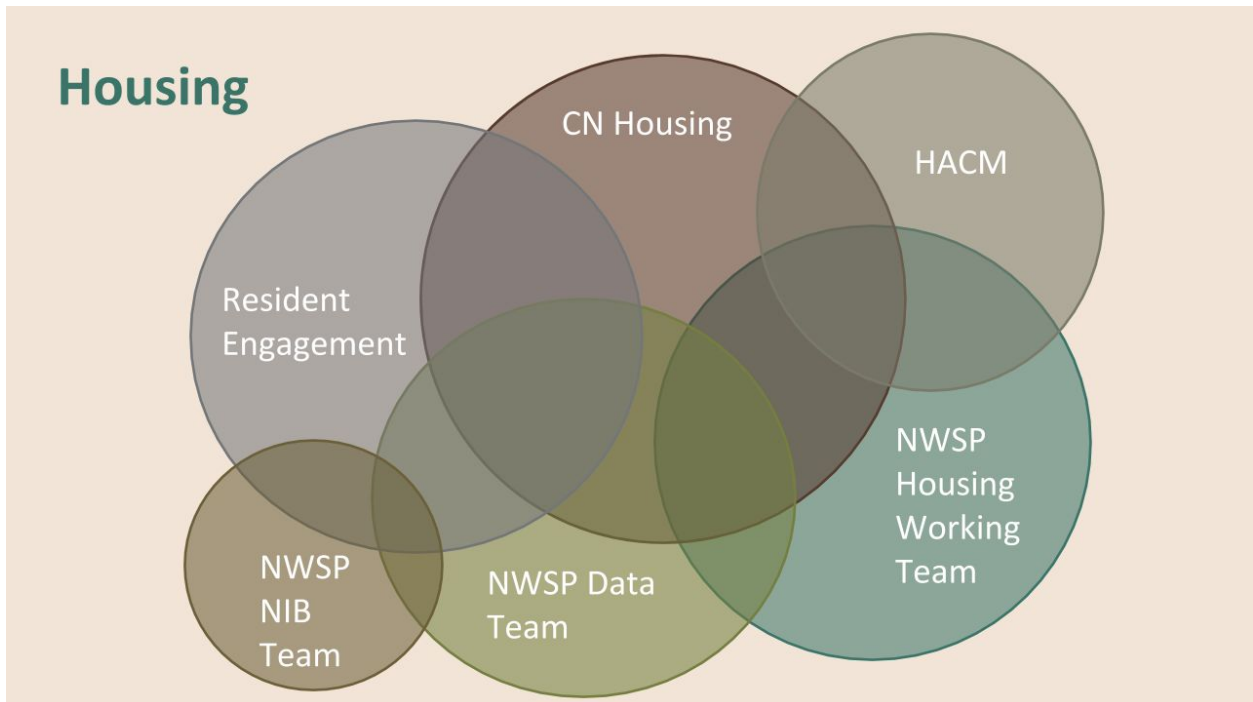 Housing
CN Housing
HACM
Resident
Engagement
NWSP
Housing
Working
Team
NWSP
NIB
Team
NWSP Data
Team